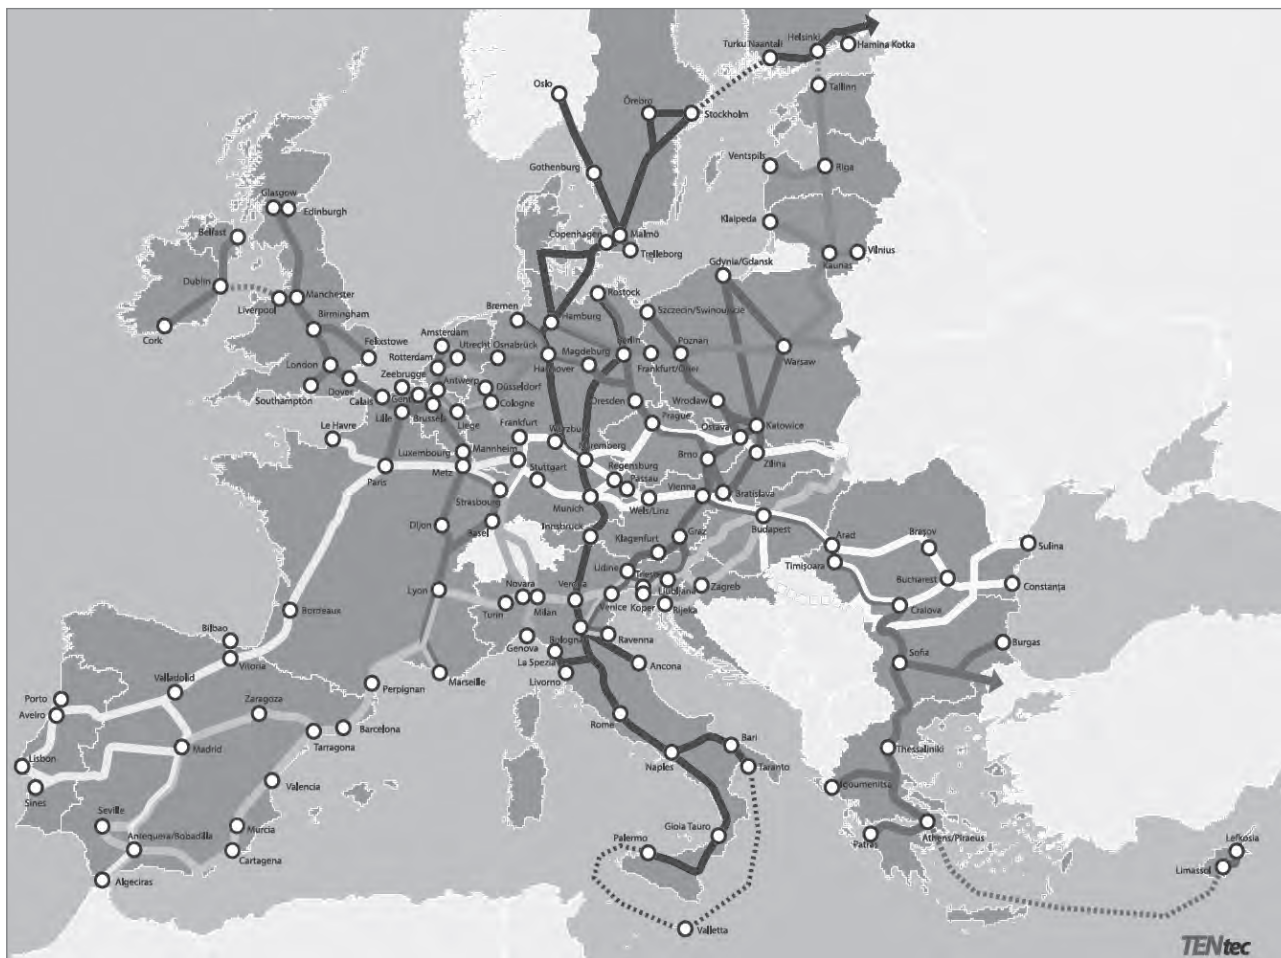 Helsinki
Turku Naantali
Hamina Kotka
Oslo
Tallinn
Örebro
Stockholm
Ventspils
Riga
Gothenburg
Glasgow
Edinburgh
Klaipeda
Belfast
Malmö
Copenhagen
Trelleborg
Kaunas
Vilnius
Gdynia/Gdansk
Dublin
Rostock
Manchester
Liverpool
Bremen
Szczecin/Swinoujscie
Birmingham
Hamburg
Cork
Felixstowe
Amsterdam
Utrecht
Osnabrück
Magdeburg
Berlin
Poznan
Warsaw
Rotterdam
Hannover
Frankfurt/Oder
London
Zeebrugge
Antwerp
Düsseldorf
Dover
Southampton
Calais
Gent
Cologne
Dresden
Wrocław
Lille
Brussels
Liège
Prague
Le Havre
Frankfurt
Würzburg
Ostava
Katowice
Luxembourg
Mannheim
Nuremberg
Brno
Zilina
Metz
Stuttgart
Regensburg
Paris
Passau
Vienna
Bratislava
Strasbourg
Munich
Wels/Linz
Dijon
Basel
Innsbruck
Graz
Budapest
Klagenfurt
Arad
Braşov
Sulina
Timişoara
Udine
Trieste
Bucharest
Lyon
Novara
Verona
Ljubljana
Zagreb
Constanţa
Turin
Milan
Venice
Koper
Rijeka
Craiova
Bordeaux
Bilbao
Genova
Bologna
Ravenna
Burgas
Vitoria
La Spezia
Ancona
Sofia
Valladolid
Marseille
Livorno
Porto
Perpignan
Aveiro
Zaragoza
Rome
Barcelona
Madrid
Tarragona
Bari
Thessaliniki
Lisbon
Naples
Taranto
Sines
Valencia
Igoumenitsa
Seville
Murcia
Gioia Tauro
Antequera/Bobadilla
Palermo
Athens/Piraeus
Patras
Lefkosia
Cartagena
Limassol
Algeciras
Valletta
TENtec